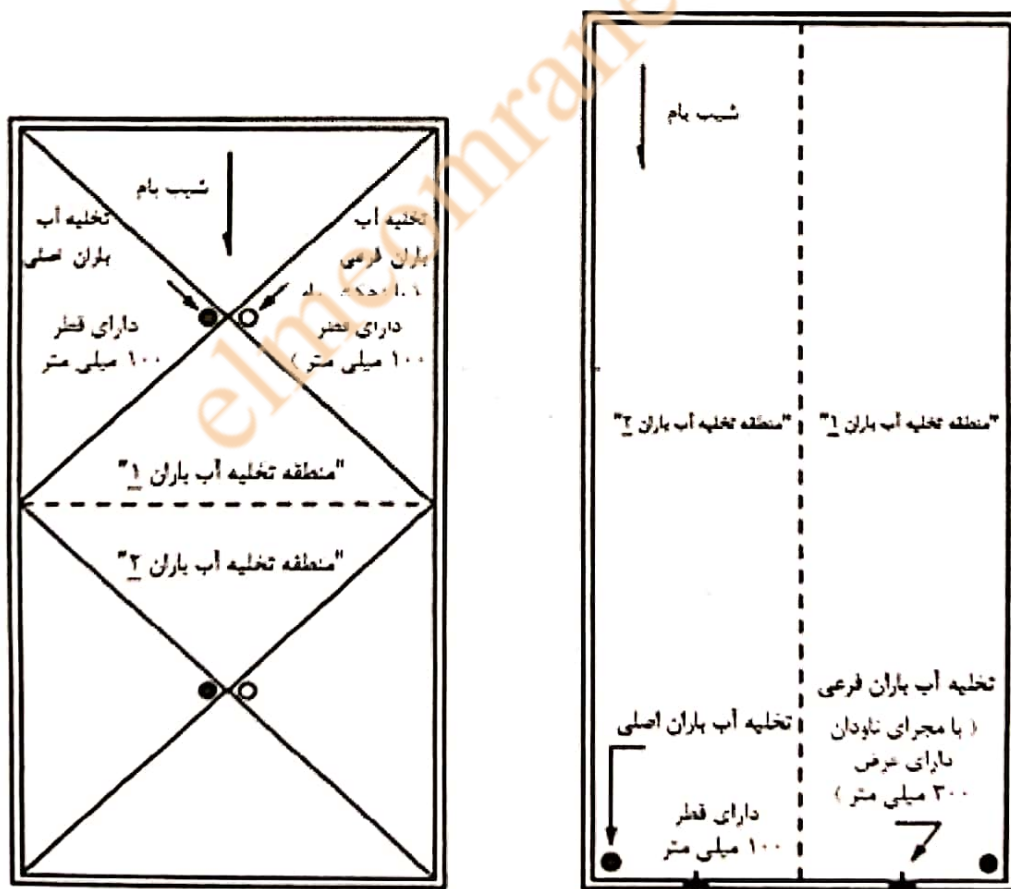 شیب بام
تخلیه آب
باران اصلی
دارای قطر
۱۰۰ میلی متر
تخلیه آب
باران فرعی
دارای قطر
۱۰۰ میلی متر )
"منطقه تخلیه آب باران ۱"
"منطقه تخلیه آب باران ۲"
شیب بام
"منطقه تخلیه آب باران ۱"
"منطقه تخلیه آب باران ۲"
تخلیه آب باران اصلی
دارای قطر
۱۰۰ میلی متر
تخلیه آب باران فرعی
( با مجرای ناودان
دارای عرض
۳۰۰ میلی متر )
elmeomrane